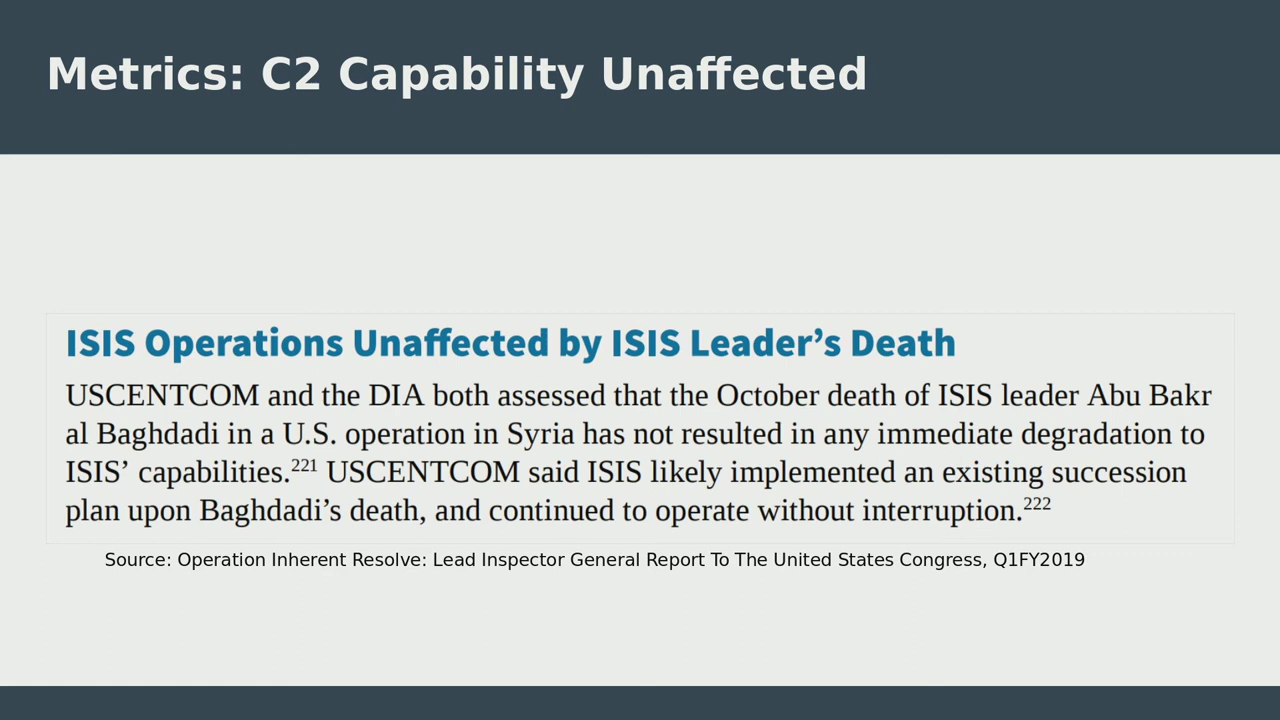 Metrics: C2 Capability Unaffected
ISIS Operations Unaffected by ISIS Leader’s Death
USCENTCOM and the DIA both assessed that the October death of ISIS leader Abu Bakr
al Baghdadi in a U.S. operation in Syria has not resulted in any immediate degradation to
ISIS’ capabilities.221 USCENTCOM said ISIS likely implemented an existing succession
plan upon Baghdadi’s death, and continued to operate without interruption.222
Source: Operation Inherent Resolve: Lead Inspector General Report To The United States Congress, Q1FY2019